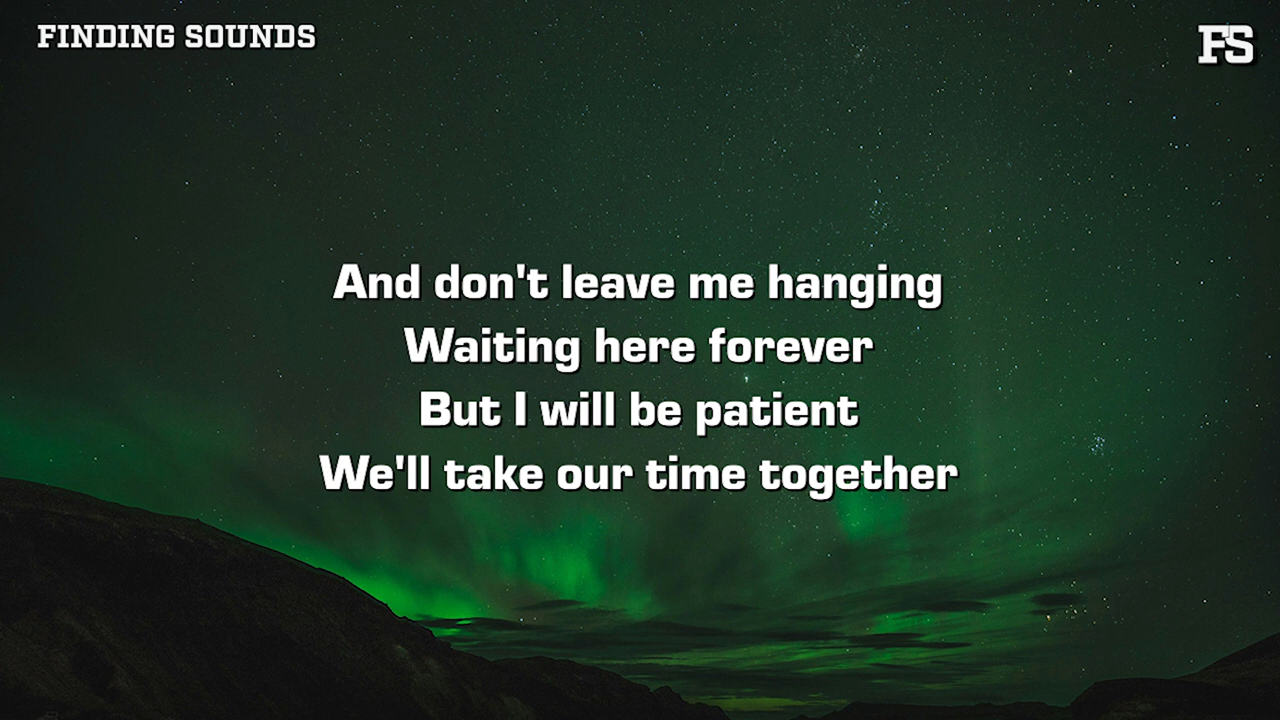 FINDING SOUNDS
FS
And don't leave me hanging
Waiting here forever
But I will be patient
We'll take our time together